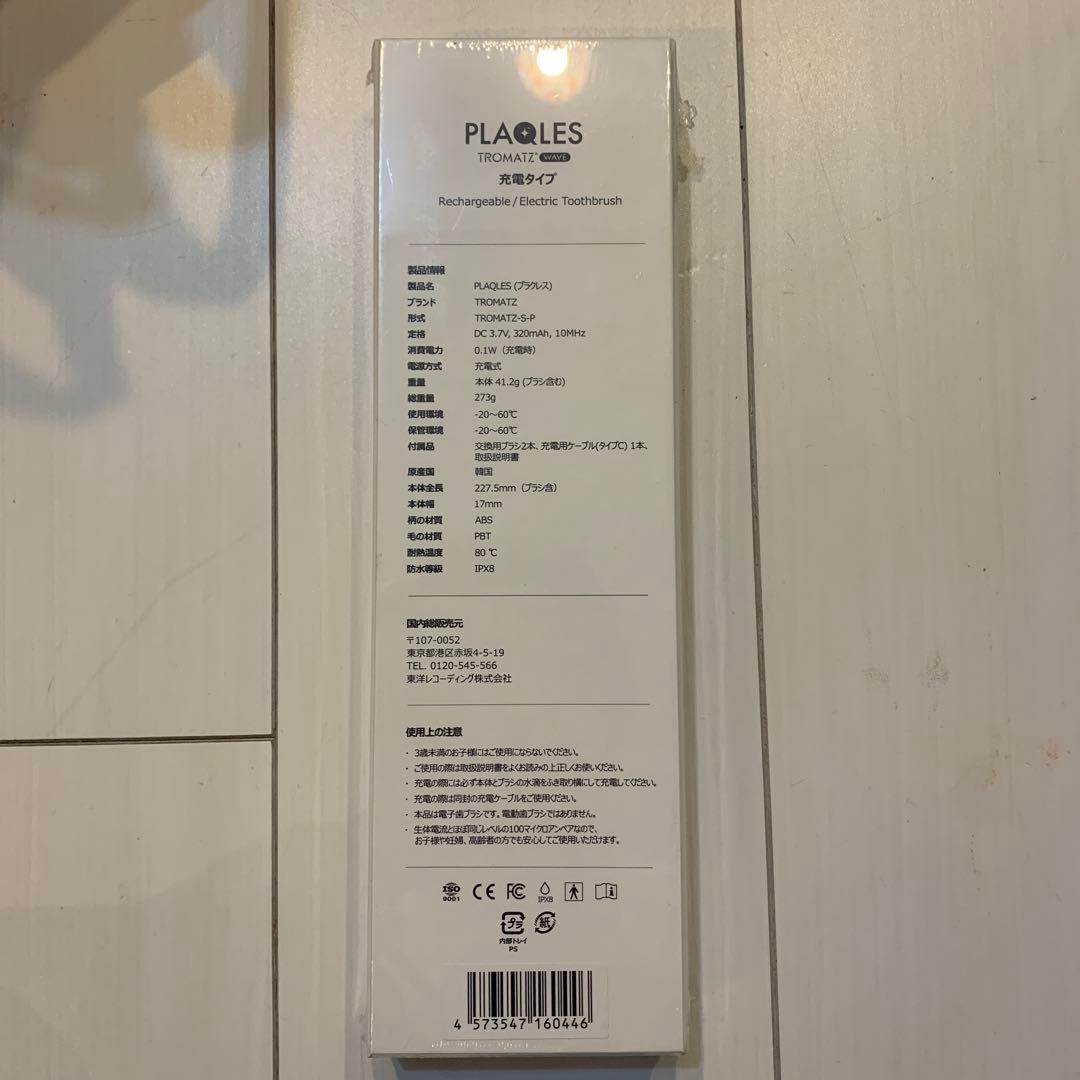 PLAQLES
TROMATZ® WAVE
充電タイプ
Rechargeable / Electric Toothbrush
製品情報
製品名 PLAQLES (プラクレス)
ブランド TROMATZ
形式 TROMATZ-S-P
定格 DC 3.7V, 320mAh, 10MHz
消費電力 0.1W（充電時）
電源方式 充電式
重量 本体 41.2g (ブラシ含む)
総重量 273g
使用環境 -20〜60℃
保管環境 -20〜60℃
付属品 交換用ブラシ2本、充電用ケーブル(タイプC) 1本、
取扱説明書
原産国 韓国
本体全長 227.5mm（ブラシ含）
本体幅 17mm
柄の材質 ABS
毛の材質 PBT
耐熱温度 80 ℃
防水等級 IPX8
国内総販売元
〒107-0052
東京都港区赤坂4-5-19
TEL. 0120-545-566
東洋レコーディング株式会社
使用上の注意
・ 3歳未満のお子様にはご使用にならないでください。
・ ご使用の際は取扱説明書をよくお読みの上正しくお使いください。
・ 充電の際には必ず本体とブラシの水滴をふき取り横にして充電してください。
・ 充電の際は同封の充電ケーブルをご使用ください。
・ 本品は電子歯ブラシです。電動歯ブラシではありません。
・ 生体電流とほぼ同じレベルの100マイクロアンペアなので、
お子様や妊婦、高齢者の方でも安心してご使用いただけます。
ISO 9001 CE FC IPX8 i
プラ 紙
内部トレイ
PS
4 573547 160446